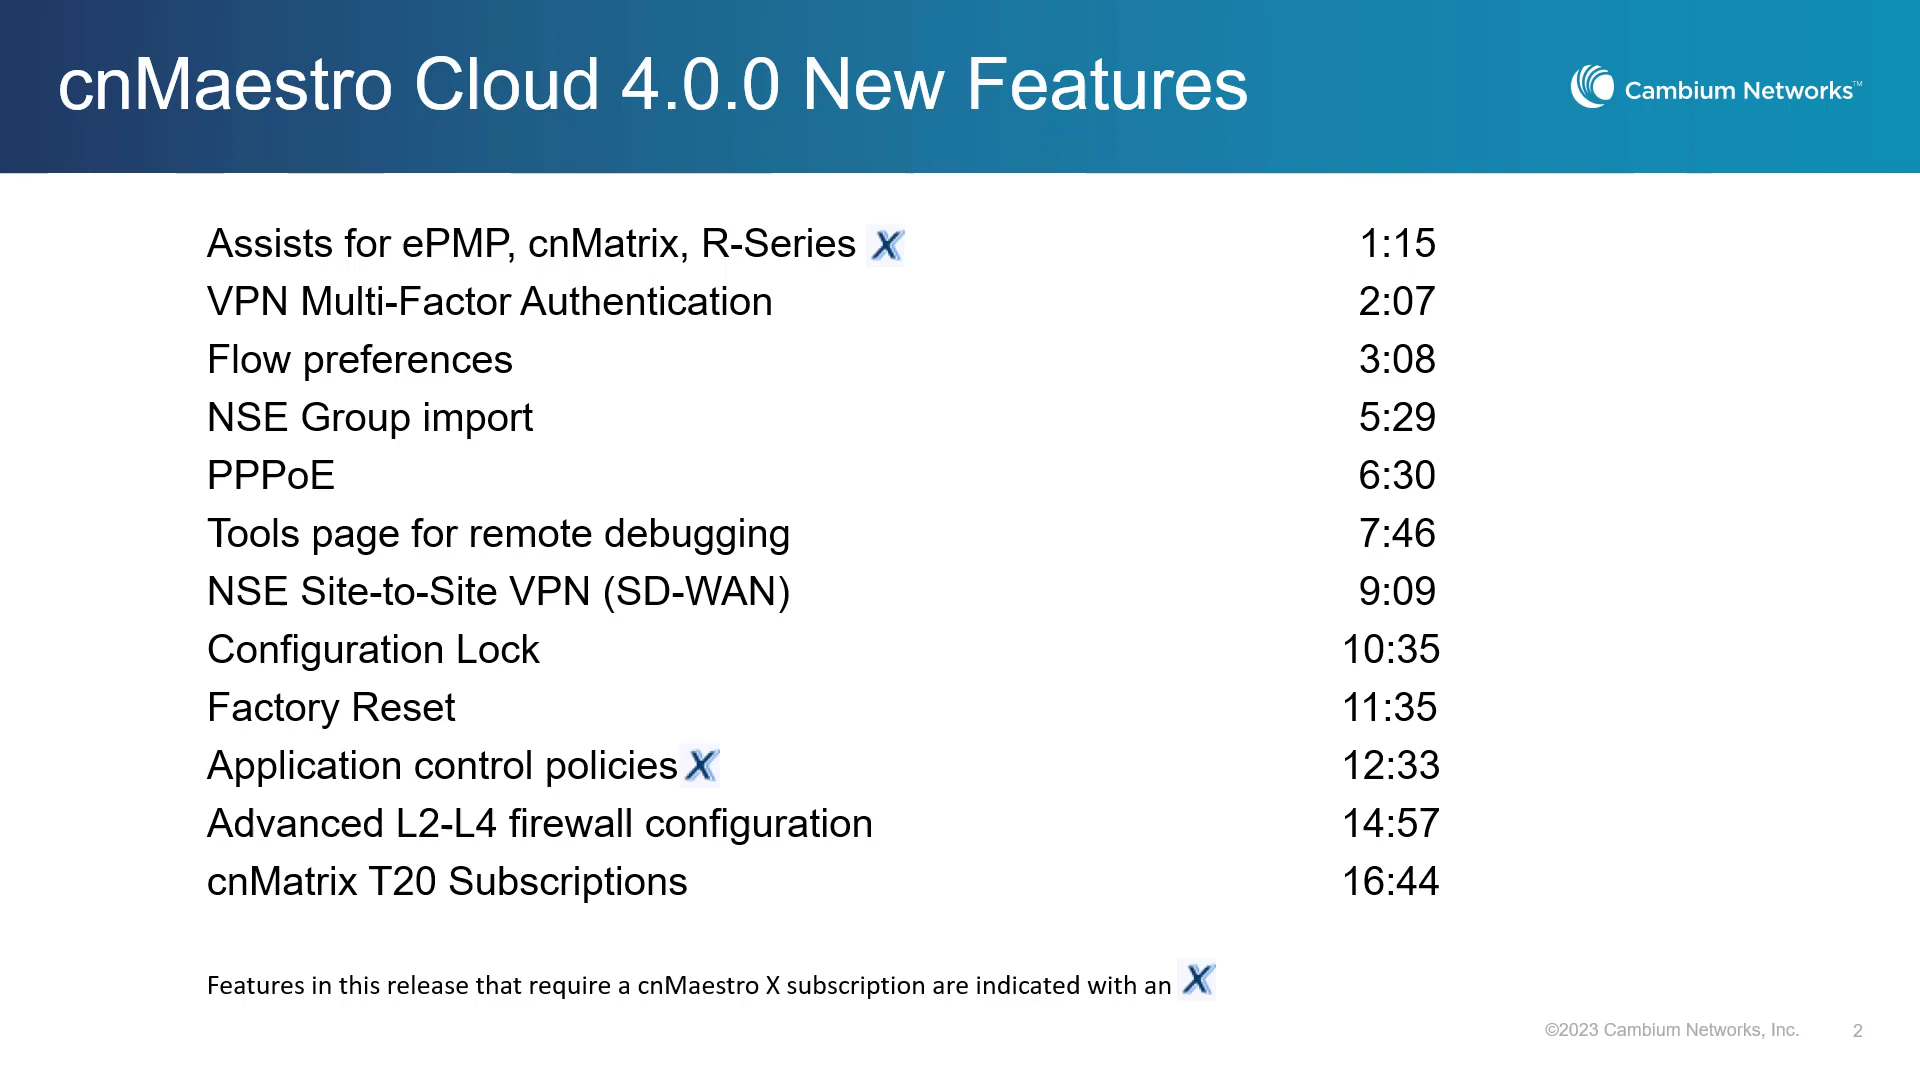 cnMaestro Cloud 4.0.0 New Features
Cambium Networks™
Assists for ePMP, cnMatrix, R-Series X 1:15
VPN Multi-Factor Authentication 2:07
Flow preferences 3:08
NSE Group import 5:29
PPPoE 6:30
Tools page for remote debugging 7:46
NSE Site-to-Site VPN (SD-WAN) 9:09
Configuration Lock 10:35
Factory Reset 11:35
Application control policies X 12:33
Advanced L2-L4 firewall configuration 14:57
cnMatrix T20 Subscriptions 16:44
Features in this release that require a cnMaestro X subscription are indicated with an X
©2023 Cambium Networks, Inc. 2